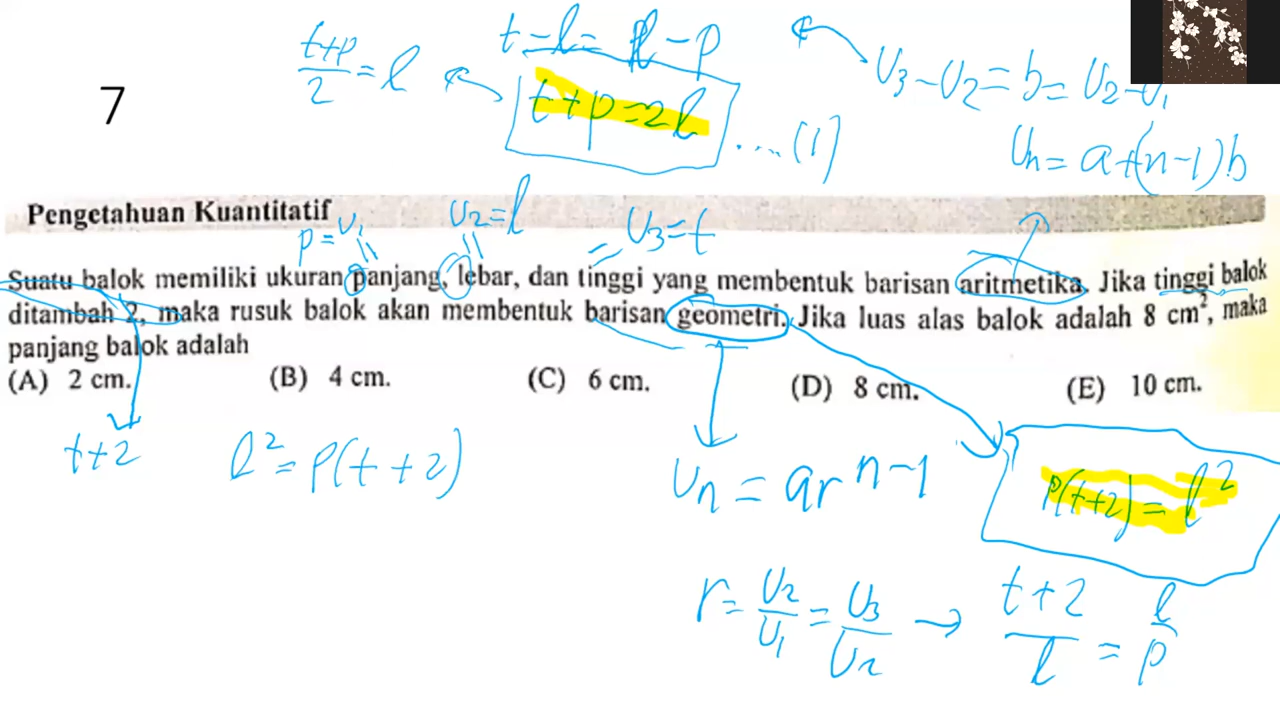 t - l = l - p
(t+p)/2 = l
U3 - U2 = b = U2 - U1
7
t + p = 2l .... (1)
Un = a + (n-1)b
Pengetahuan Kuantitatif
p = U1
U2 = l
= U3 = t
Suatu balok memiliki ukuran panjang, lebar, dan tinggi yang membentuk barisan aritmetika. Jika tinggi balok
ditambah 2, maka rusuk balok akan membentuk barisan geometri. Jika luas alas balok adalah 8 cm², maka
panjang balok adalah
(A) 2 cm. (B) 4 cm. (C) 6 cm. (D) 8 cm. (E) 10 cm.
t+2
l² = p(t+2)
Un = ar^n-1
p(t+2) = l²
r = U2/U1 = U3/U2 → (t+2)/l = l/p